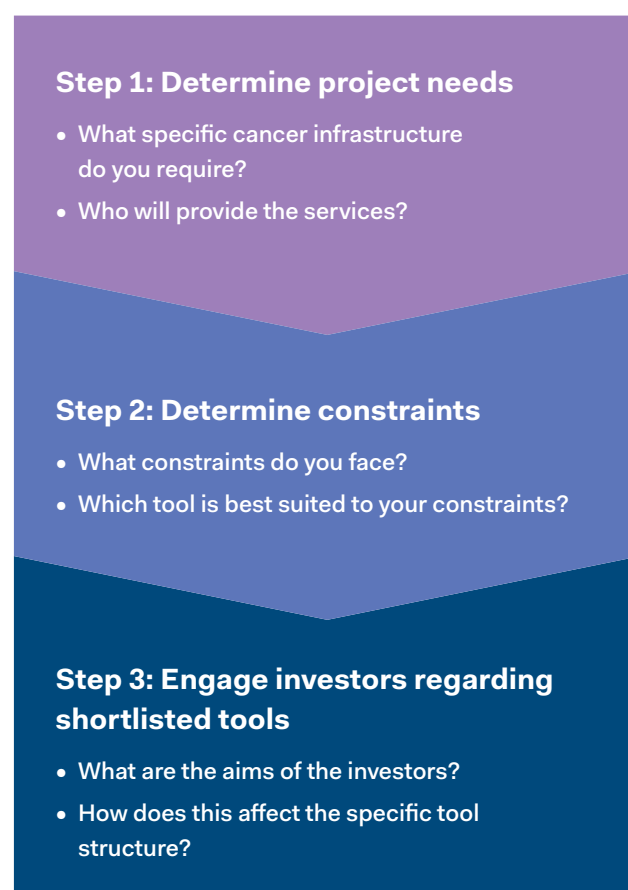 Step 1: Determine project needs
• What specific cancer infrastructure
do you require?
• Who will provide the services?
Step 2: Determine constraints
• What constraints do you face?
• Which tool is best suited to your constraints?
Step 3: Engage investors regarding
shortlisted tools
• What are the aims of the investors?
• How does this affect the specific tool
structure?